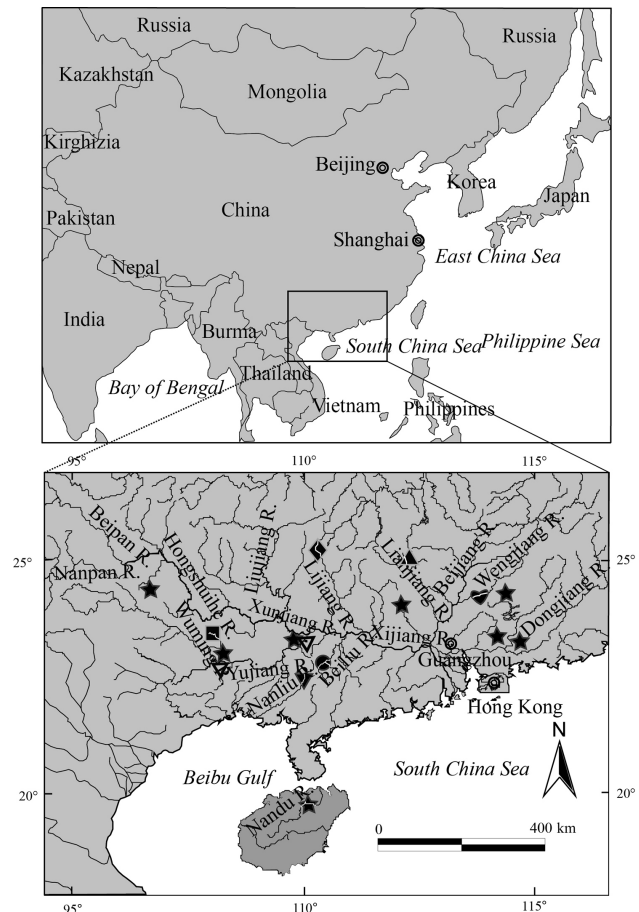 Russia
Russia
Kazakhstan
Mongolia
Kirghizia
Beijing
Korea
Japan
China
Pakistan
Shanghai
East China Sea
Nepal
India
Burma
South China Sea
Philippine Sea
Thailand
Bay of Bengal
Vietnam
Philippines
95°
110°
115°
25°
25°
Beipan R.
Nanpan R.
Hongshuihe R.
Liujiang R.
Lijiang R.
Lianjiang R.
Beijiang R.
Wengjiang R.
Dongjiang R.
Xunjiang R.
Xijiang R.
Yujiang R.
Nanliu R.
Beiliu R.
Guangzhou
Hong Kong
N
Beibu Gulf
South China Sea
20°
20°
Nandu R.
0
400 km
95°
110°
115°